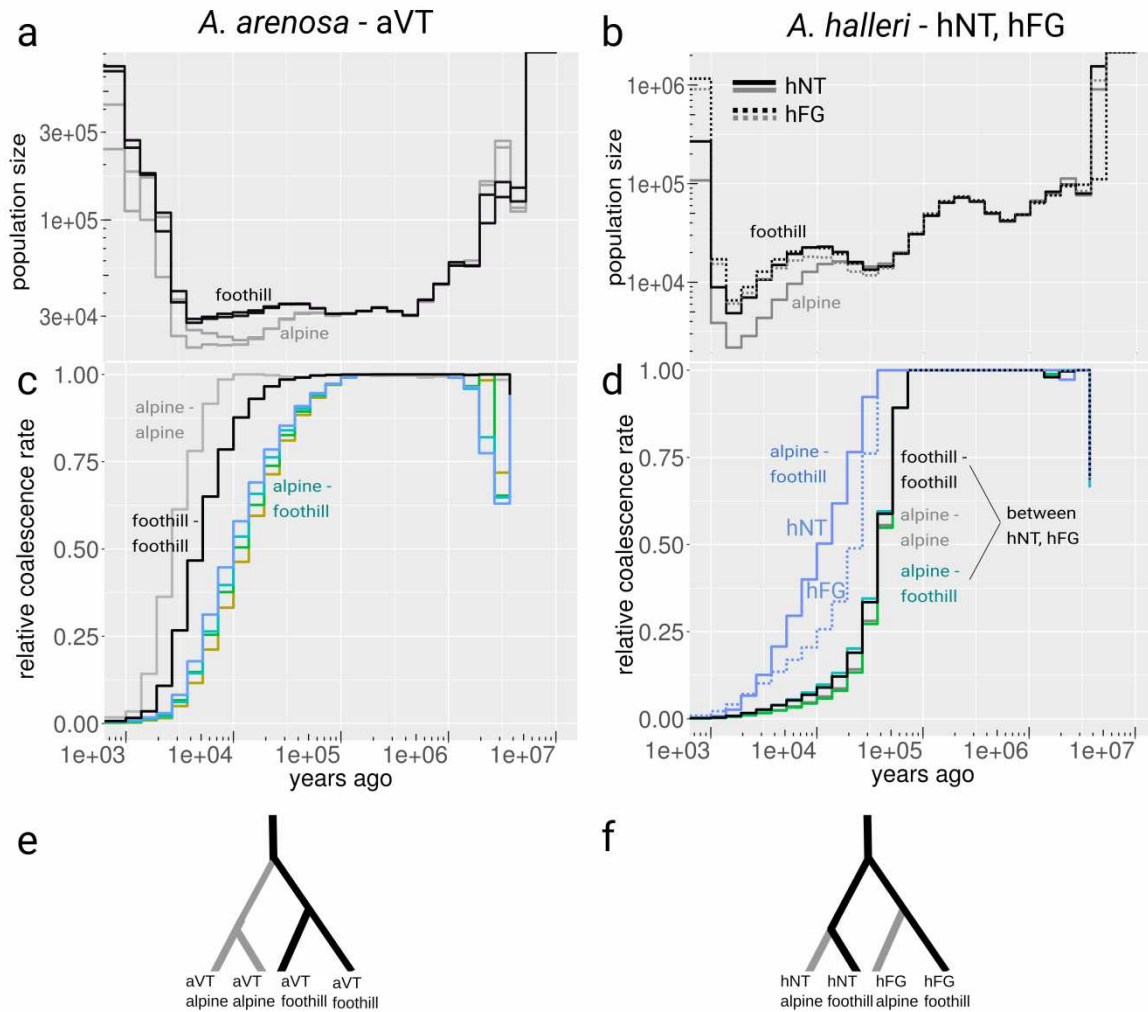 a
A. arenosa - aVT
population size
3e+05
1e+05
3e+04
foothill
alpine
b
A. halleri - hNT, hFG
population size
1e+06
1e+05
1e+04
hNT
hFG
foothill
alpine
c
relative coalescence rate
1.00
0.75
0.50
0.25
0.00
alpine -
alpine
foothill -
foothill
alpine -
foothill
1e+03
1e+04
1e+05
1e+06
1e+07
years ago
d
relative coalescence rate
1.00
0.75
0.50
0.25
0.00
alpine -
foothill
hNT
hFG
foothill -
foothill
alpine -
alpine
alpine -
foothill
between
hNT, hFG
1e+03
1e+04
1e+05
1e+06
1e+07
years ago
e
aVT aVT aVT aVT
alpine alpine foothill foothill
f
hNT hNT hFG hFG
alpine foothill alpine foothill